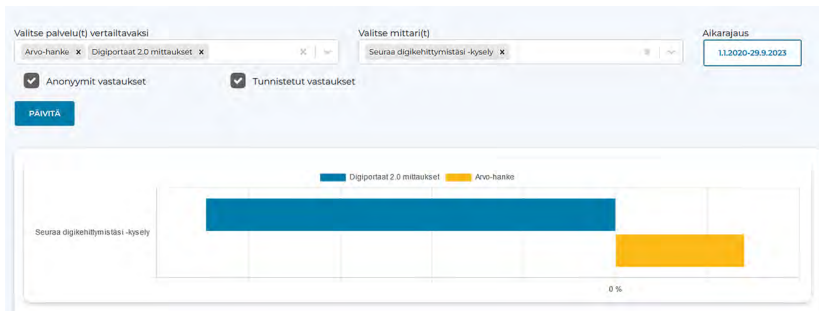 Valitse palvelu(t) vertailtavaksi
Arvo-hanke x Digiportaat 2.0 mittaukset x
Valitse mittari(t)
Seuraa digikehittymistäsi -kysely x
Aikarajaus
1.1.2020-29.9.2023
Anonyymit vastaukset
Tunnistetut vastaukset
PÄIVITÄ
Digiportaat 2.0 mittaukset Arvo-hanke
Seuraa digikehittymistäsi -kysely
0 %